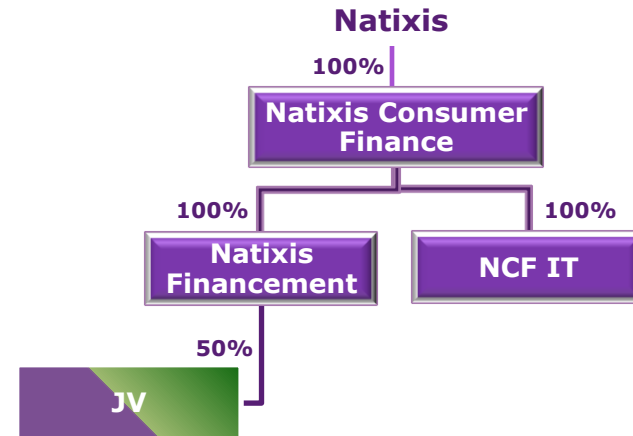 Natixis
100%
Natixis Consumer
Finance
100%
100%
Natixis
Financement
NCF IT
50%
JV